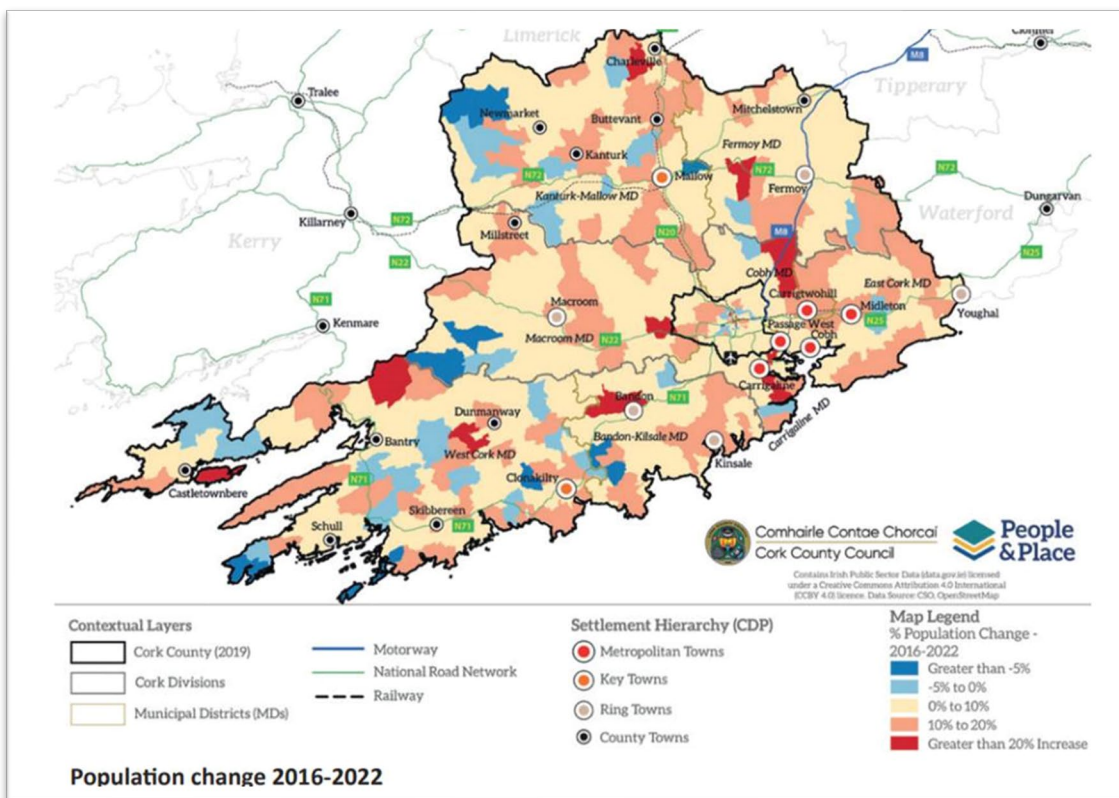 Limerick
Charleville
Tipperary
Tralee
Newmarket
Buttevant
Mitchelstown
M8
Fermoy MD
Kanturk
N72
Mallow
N72
Fermoy
N72
Dungarvan
Killarney
N72
Kanturk-Mallow MD
Waterford
Millstreet
Kerry
N22
N20
M8
N25
Cobh MD
East Cork MD
N71
Macroom
Carrigtwohill
Midleton
Youghal
Kenmare
Macroom MD
N22
Passage West
N25
Cobh
Carrigaline
Bandon
N71
Dunmanway
Carrigaline MD
Bantry
West Cork MD
Bandon-Kilsale MD
Kinsale
Castletownbere
N71
Clonakilty
Skibbereen
Schull
N71
Comhairle Contae Chorcaí
Cork County Council
People
& Place
Contains Irish Public Sector Data (data.gov.ie) licensed
under a Creative Commons Attribution 4.0 International
(CCBY 4.0) licence. Data Source: CSO, OpenStreetMap
Contextual Layers
Cork County (2019)
Cork Divisions
Municipal Districts (MDs)
Motorway
National Road Network
Railway
Settlement Hierarchy (CDP)
Metropolitan Towns
Key Towns
Ring Towns
County Towns
Map Legend
% Population Change -
2016-2022
Greater than -5%
-5% to 0%
0% to 10%
10% to 20%
Greater than 20% Increase
Population change 2016-2022